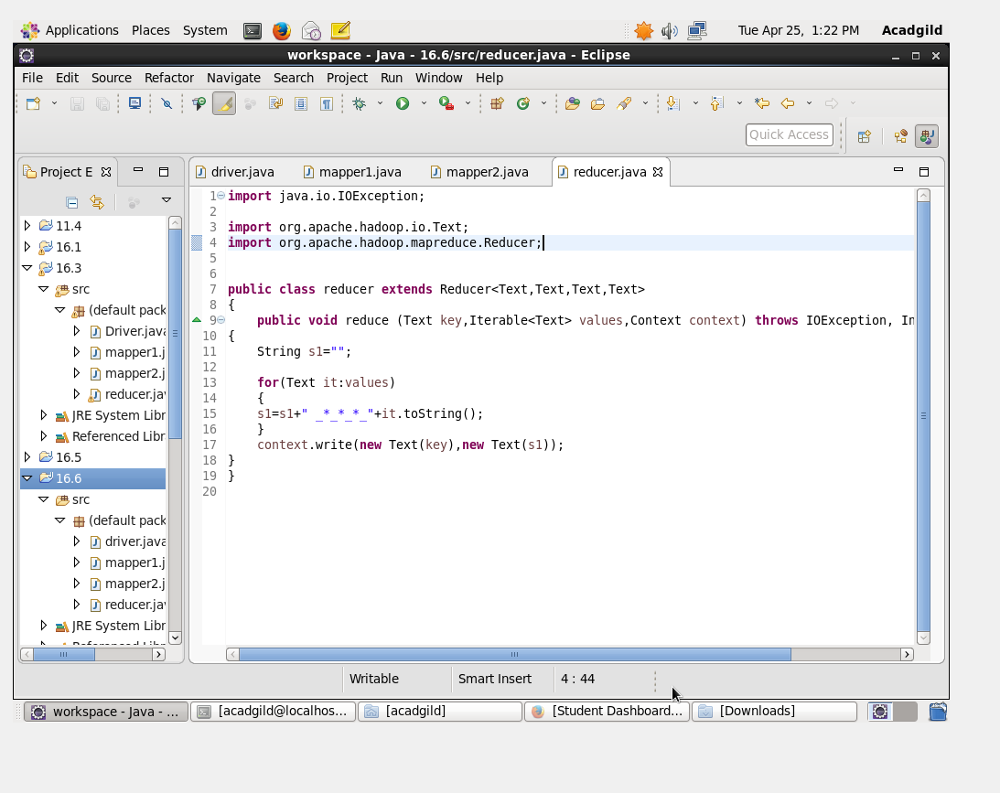 Applications Places System Tue Apr 25, 1:22 PM Acadgild
workspace - Java - 16.6/src/reducer.java - Eclipse
File Edit Source Refactor Navigate Search Project Run Window Help
Quick Access
Project E
driver.java mapper1.java mapper2.java reducer.java
11.4
16.1
16.3
src
(default pack
Driver.java
mapper1.j
mapper2.j
reducer.jav
JRE System Libr
Referenced Libr
16.5
16.6
src
(default pack
driver.java
mapper1.j
mapper2.j
reducer.jav
JRE System Libr
Referenced Libr
1 import java.io.IOException;
2
3 import org.apache.hadoop.io.Text;
4 import org.apache.hadoop.mapreduce.Reducer;
5
6
7 public class reducer extends Reducer<Text,Text,Text,Text>
8 {
9 public void reduce (Text key,Iterable<Text> values,Context context) throws IOException, In
10 {
11 String s1="";
12
13 for(Text it:values)
14 {
15 s1=s1+" _*_*_*_"+it.toString();
16 }
17 context.write(new Text(key),new Text(s1));
18 }
19 }
20
Writable Smart Insert 4 : 44
workspace - Java - ... [acadgild@localhos... [acadgild] [Student Dashboard... [Downloads]